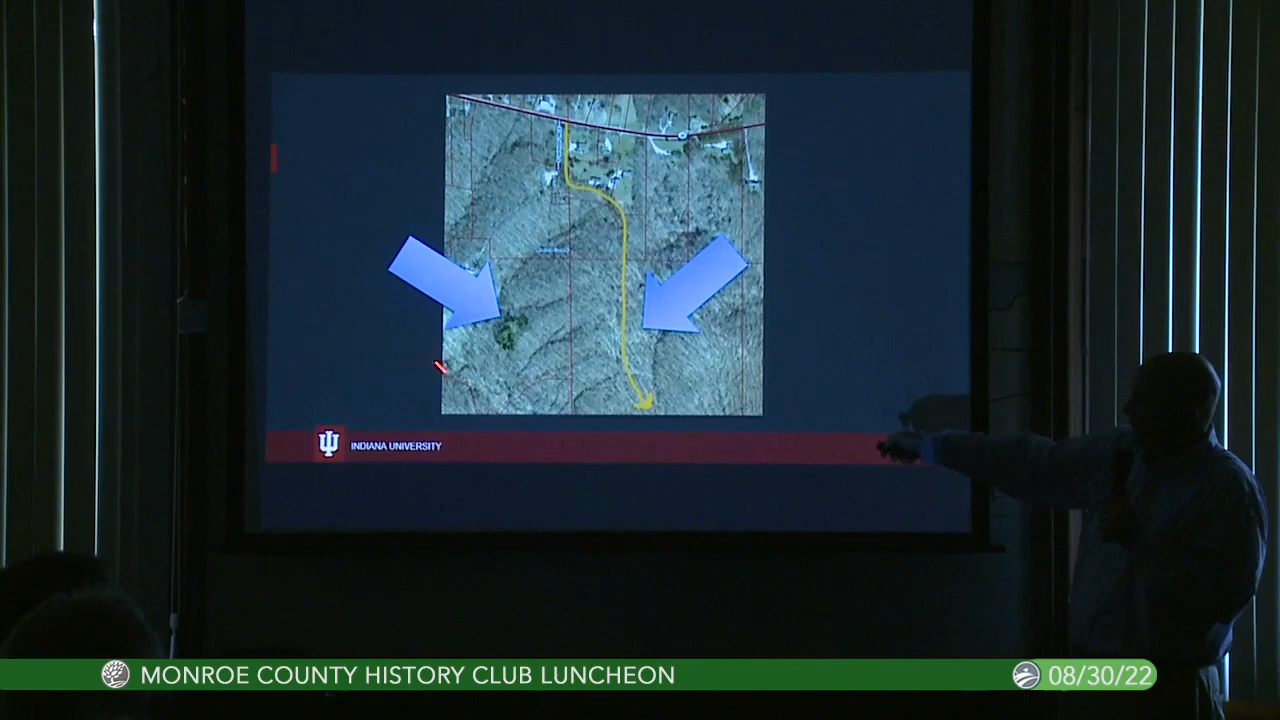 INDIANA UNIVERSITY
MONROE COUNTY HISTORY CLUB LUNCHEON
08/30/22